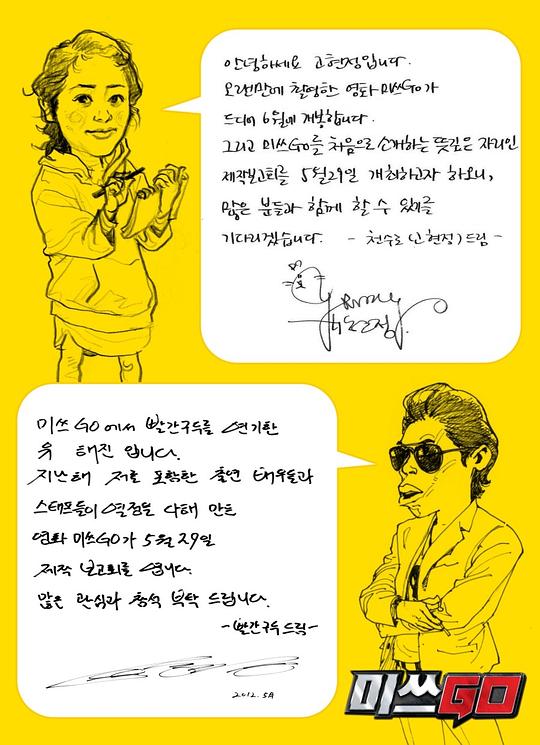 안녕하세요 고현정입니다.
오랜만에 촬영한 영화 미쓰GO가
드디어 6월에 개봉합니다.
그리고 미쓰GO를 처음으로 소개하는 뜻깊은 자리인
제작보고회를 5월29일 개최하고자 하오니,
많은 분들과 함께 할 수 있기를
기다리겠습니다. - 천수로(고현정)드림 -
고현정
미쓰GO에서 빨간구두를 연기한
유 해진 입니다.
지난해 저를 포함한 출연 배우들과
스태프들이 열정을 다해 만든
영화 미쓰GO가 5월 29일
제작 보고회를 엽니다.
많은 관심과 참석 부탁 드립니다.
-빨간구두 드림-
2012. 5月
미쓰GO